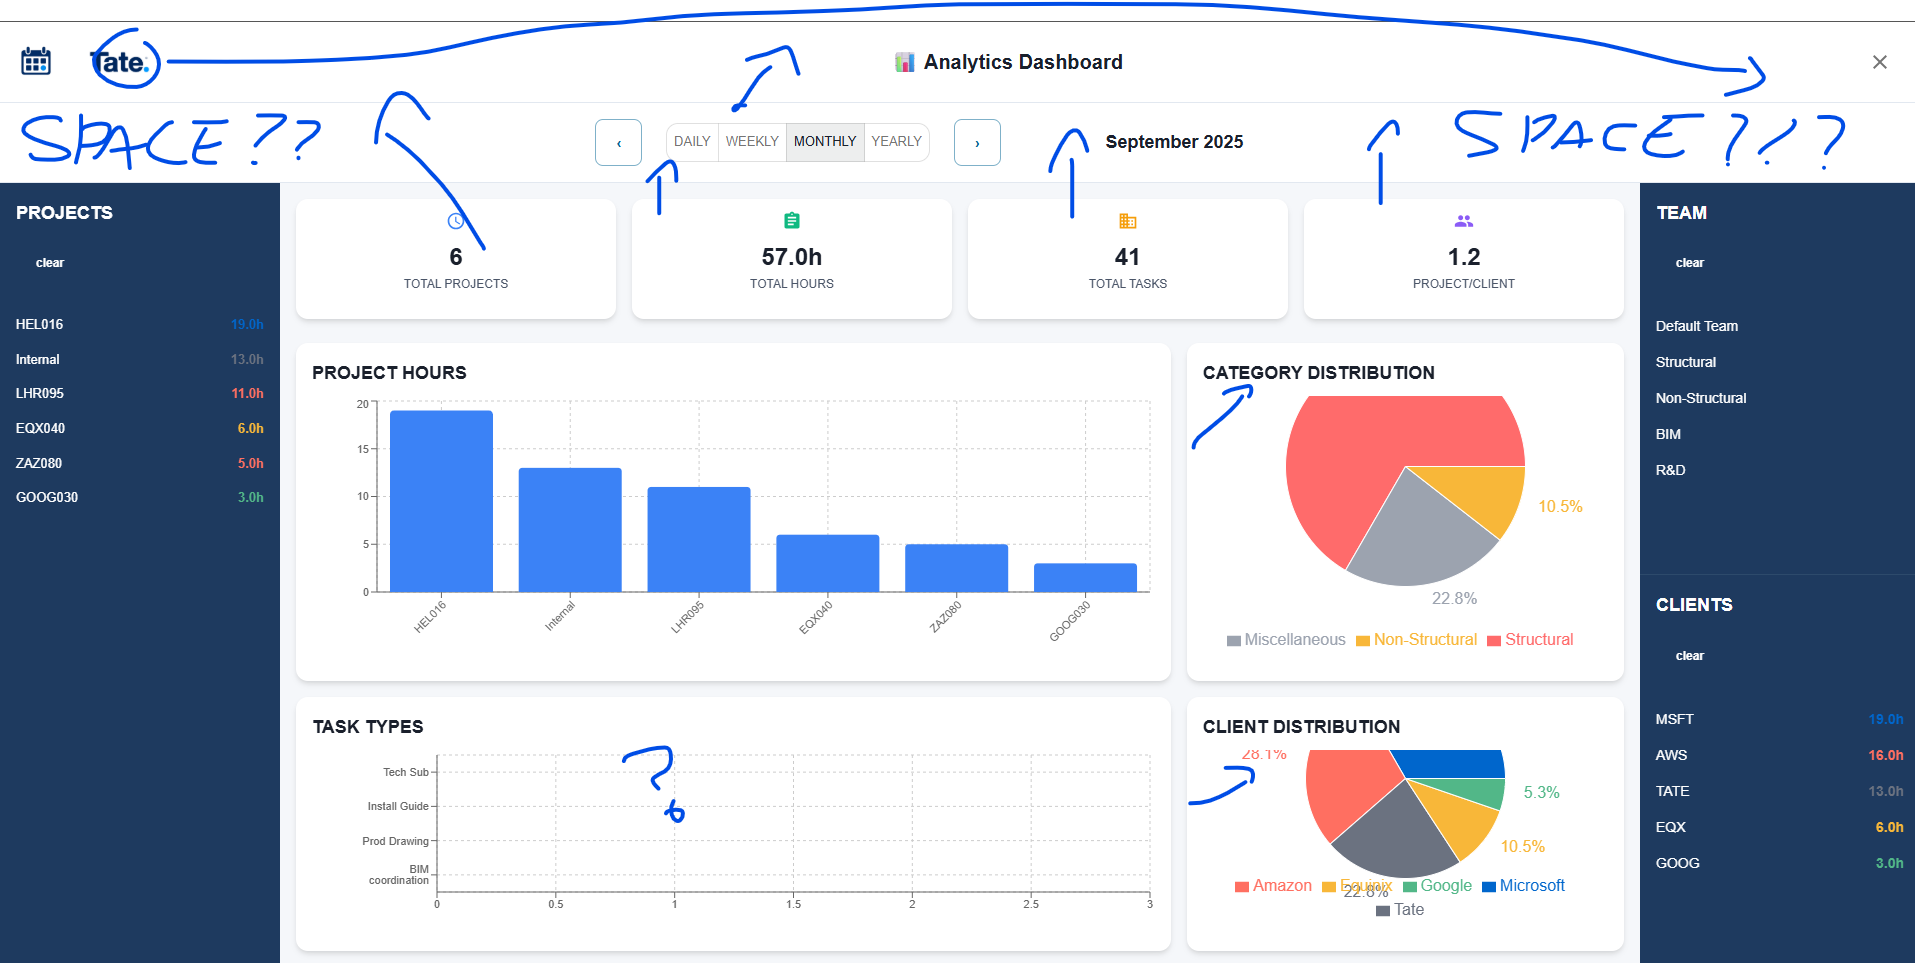 Tate.
Analytics Dashboard
×
SPACE??
‹
DAILY
WEEKLY
MONTHLY
YEARLY
›
September 2025
SPACE???
PROJECTS
clear
HEL016 19.0h
Internal 13.0h
LHR095 11.0h
EQX040 6.0h
ZAZ080 5.0h
GOOG030 3.0h
6
TOTAL PROJECTS
57.0h
TOTAL HOURS
41
TOTAL TASKS
1.2
PROJECT/CLIENT
PROJECT HOURS
20
15
10
5
0
HEL016
Internal
LHR095
EQX040
ZAZ080
GOOG030
CATEGORY DISTRIBUTION
10.5%
22.8%
Miscellaneous Non-Structural Structural
TASK TYPES
?
Tech Sub
Install Guide
Prod Drawing
BIM
coordination
0 0.5 1 1.5 2 2.5 3
CLIENT DISTRIBUTION
28.1%
5.3%
10.5%
22.8%
Amazon Equinix Google Microsoft
Tate
TEAM
clear
Default Team
Structural
Non-Structural
BIM
R&D
CLIENTS
clear
MSFT 19.0h
AWS 16.0h
TATE 13.0h
EQX 6.0h
GOOG 3.0h